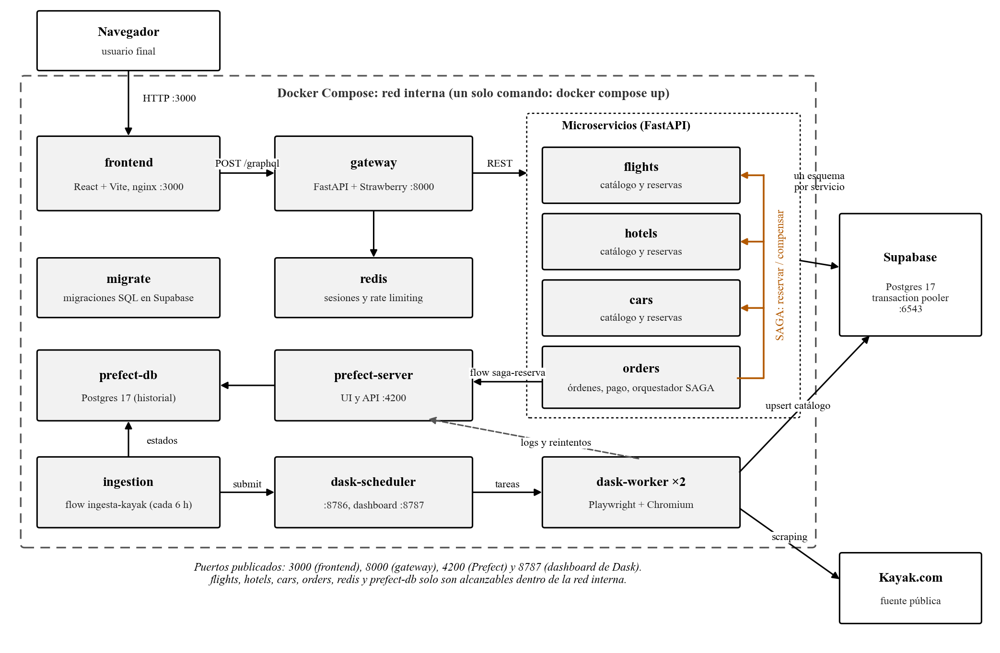 Navegador
usuario final
HTTP :3000
Docker Compose: red interna (un solo comando: docker compose up)
Microservicios (FastAPI)
frontend
React + Vite, nginx :3000
POST /graphql
gateway
FastAPI + Strawberry :8000
REST
flights
catálogo y reservas
un esquema
por servicio
hotels
catálogo y reservas
SAGA: reservar / compensar
Supabase
Postgres 17
transaction pooler
:6543
migrate
migraciones SQL en Supabase
redis
sesiones y rate limiting
cars
catálogo y reservas
prefect-db
Postgres 17 (historial)
prefect-server
UI y API :4200
flow saga-reserva
orders
órdenes, pago, orquestador SAGA
upsert catálogo
estados
logs y reintentos
ingestion
flow ingesta-kayak (cada 6 h)
submit
dask-scheduler
:8786, dashboard :8787
tareas
dask-worker ×2
Playwright + Chromium
scraping
Kayak.com
fuente pública
Puertos publicados: 3000 (frontend), 8000 (gateway), 4200 (Prefect) y 8787 (dashboard de Dask).
flights, hotels, cars, orders, redis y prefect-db solo son alcanzables dentro de la red interna.